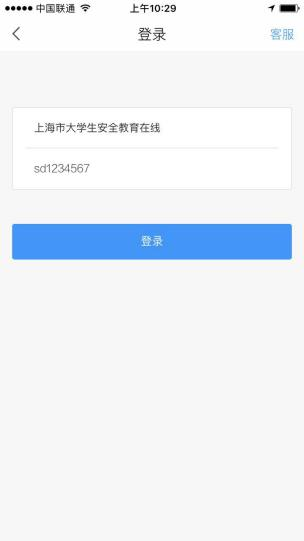 中国联通 上午10:29
登录 客服
上海市大学生安全教育在线
sd1234567
登录